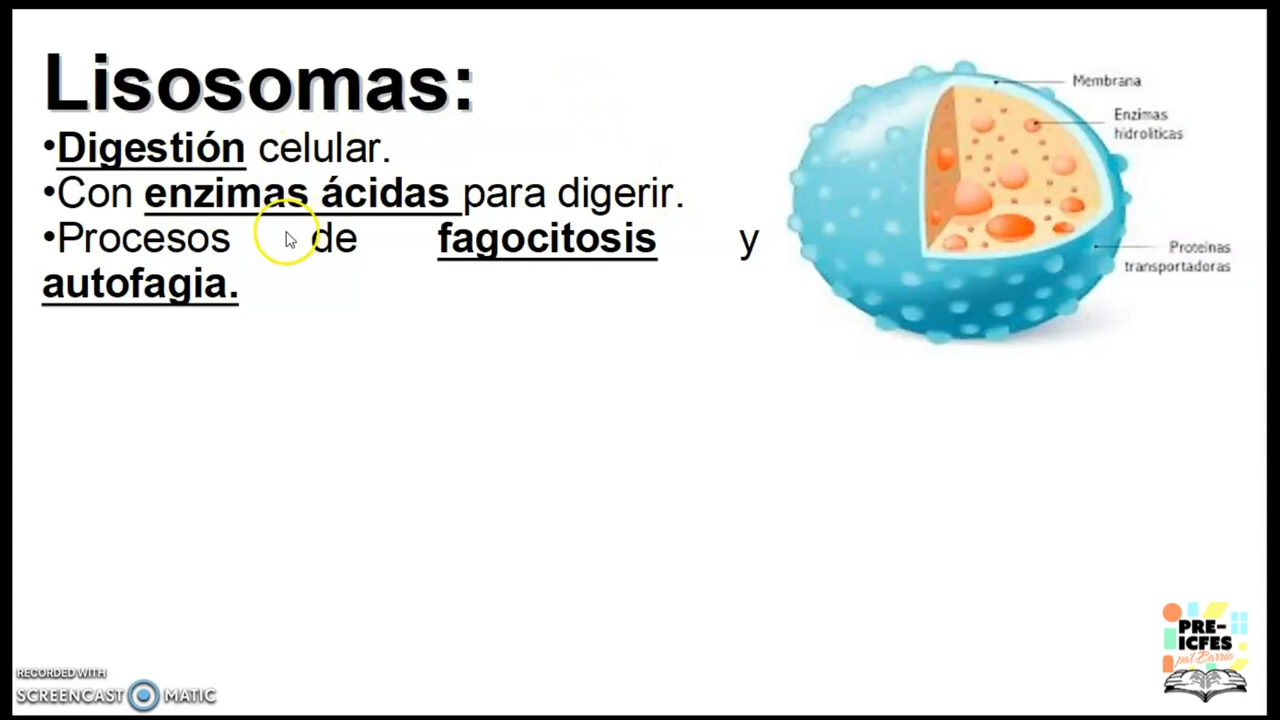 Lisosomas:
•Digestión celular.
•Con enzimas ácidas para digerir.
•Procesos de fagocitosis y
autofagia.
Membrana
Enzimas
hidrolíticas
Proteínas
transportadoras
PRE-
ICFES
pal Barrio
RECORDED WITH
SCREENCAST MATIC